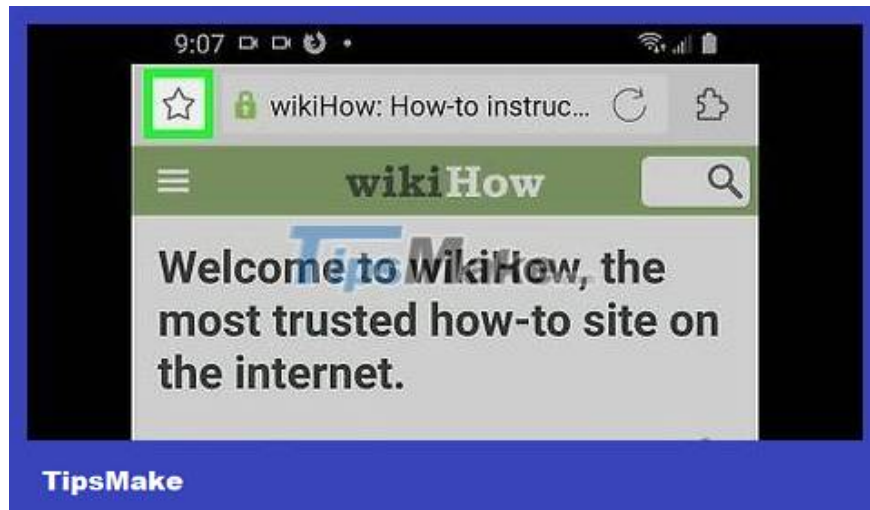 9:07
wikiHow: How-to instruc...
wikiHow
TipsMake
Welcome to wikiHow, the
most trusted how-to site on
the internet.
TipsMake